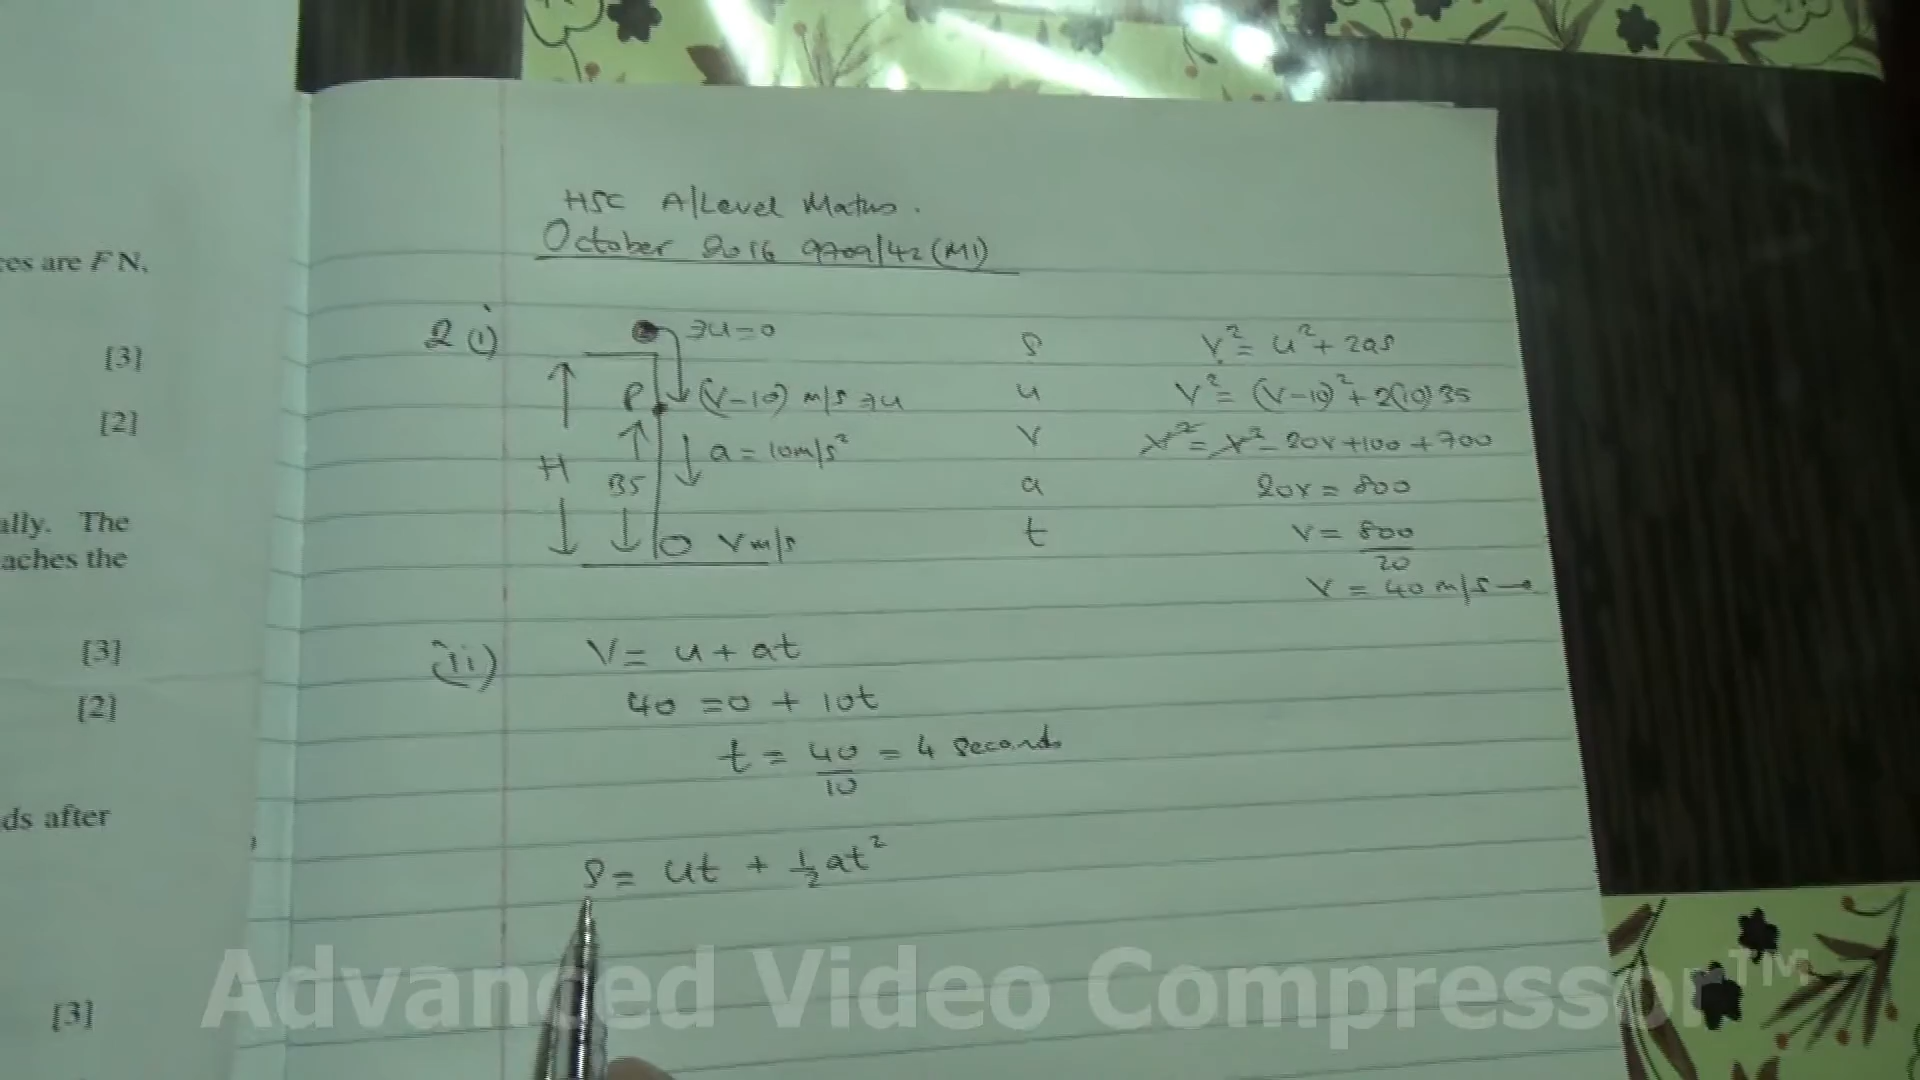 ces are F N.
[3]
[2]
ally. The
aches the
[3]
[2]
ds after
[3]
HSC A/Level Maths.
October 2016 9709/42 (M1)
2 (i)
u=0
P (V-10) m/s u
H
35
a = 10m/s²
V m/s
s
u
v
a
t
V² = u² + 2as
V² = (V-10)² + 2(10)35
V² = V² - 20V + 100 + 700
20V = 800
V = 800/20
V = 40 m/s
(ii) V = u + at
40 = 0 + 10t
t = 40/10 = 4 seconds
s = ut + ½at²
Advanced Video Compressor™